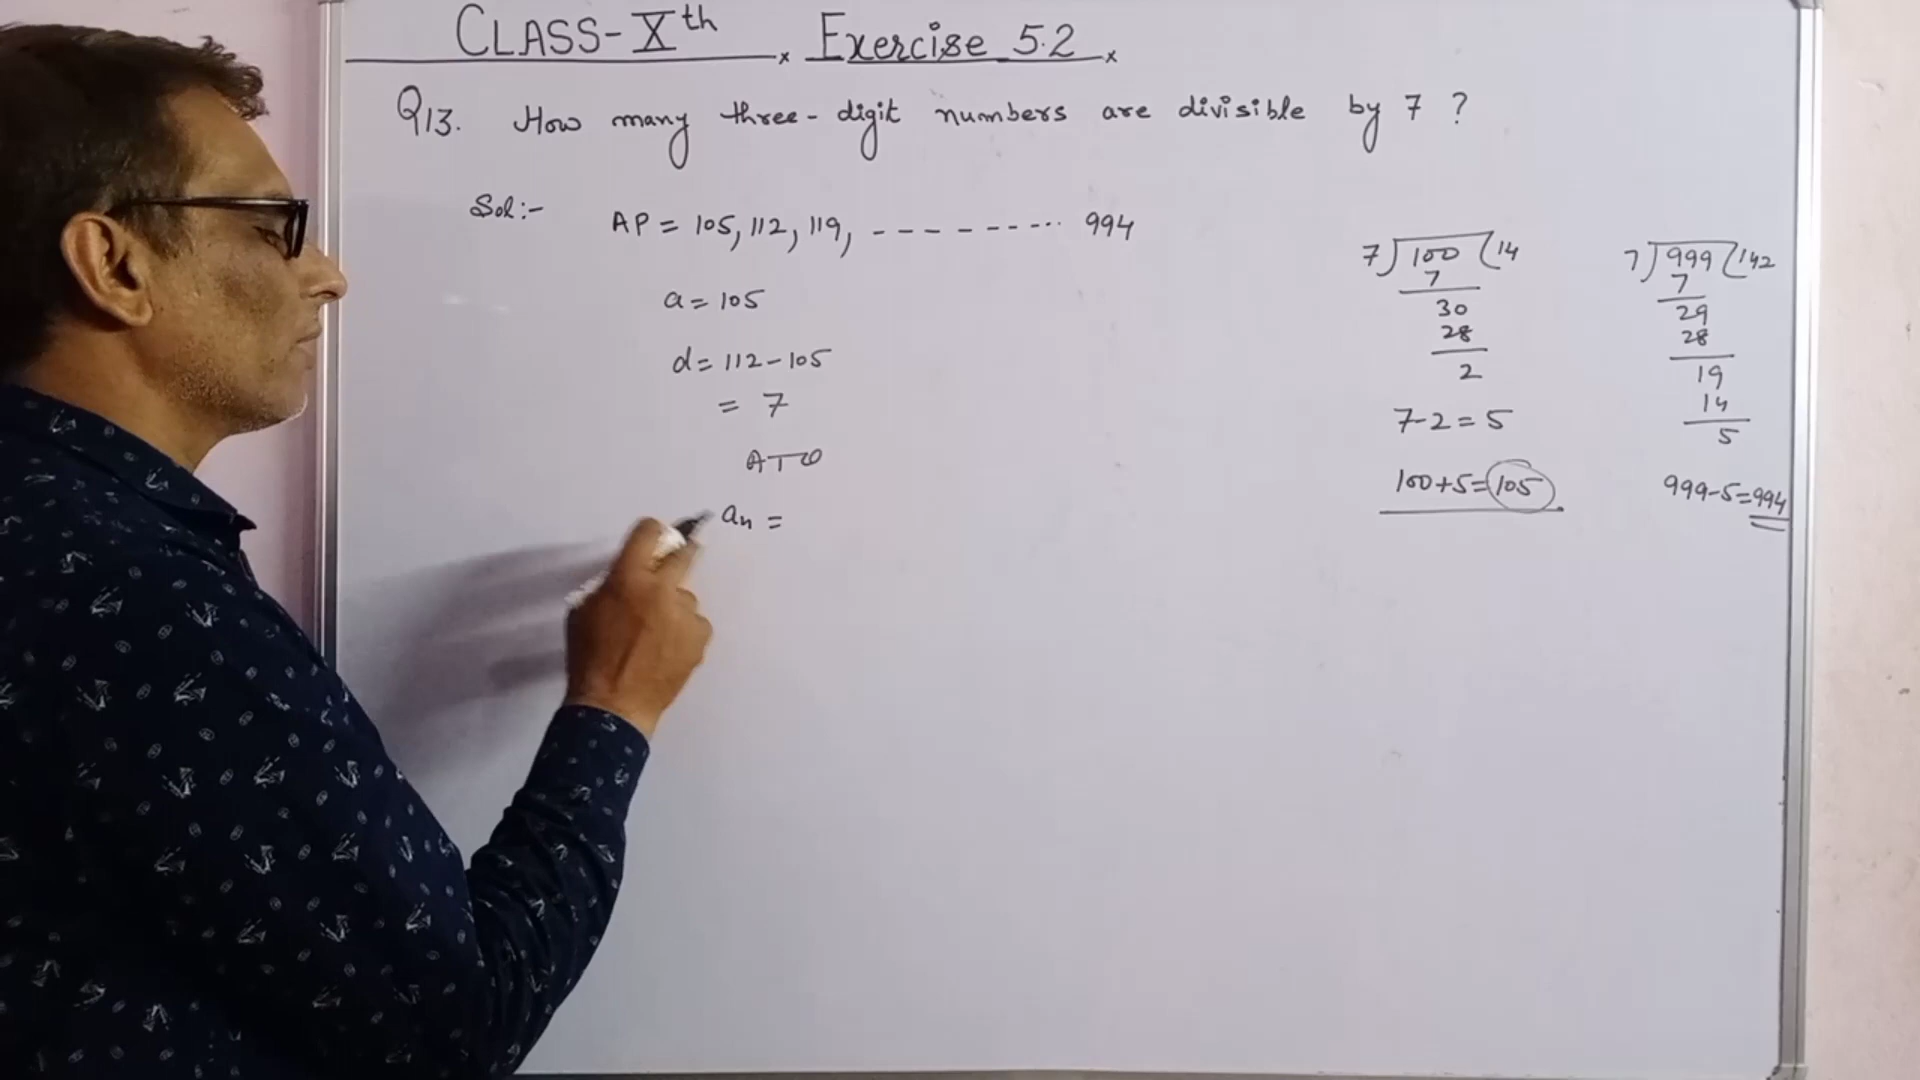 CLASS-Xth Exercise 5.2
Q13. How many three-digit numbers are divisible by 7 ?
Sol:- AP = 105, 112, 119, --------- 994
a = 105
d = 112-105
= 7
ATQ
an =
7)100(14
7
30
28
2
7-2=5
100+5=105
7)999(142
7
29
28
19
14
5
999-5=994